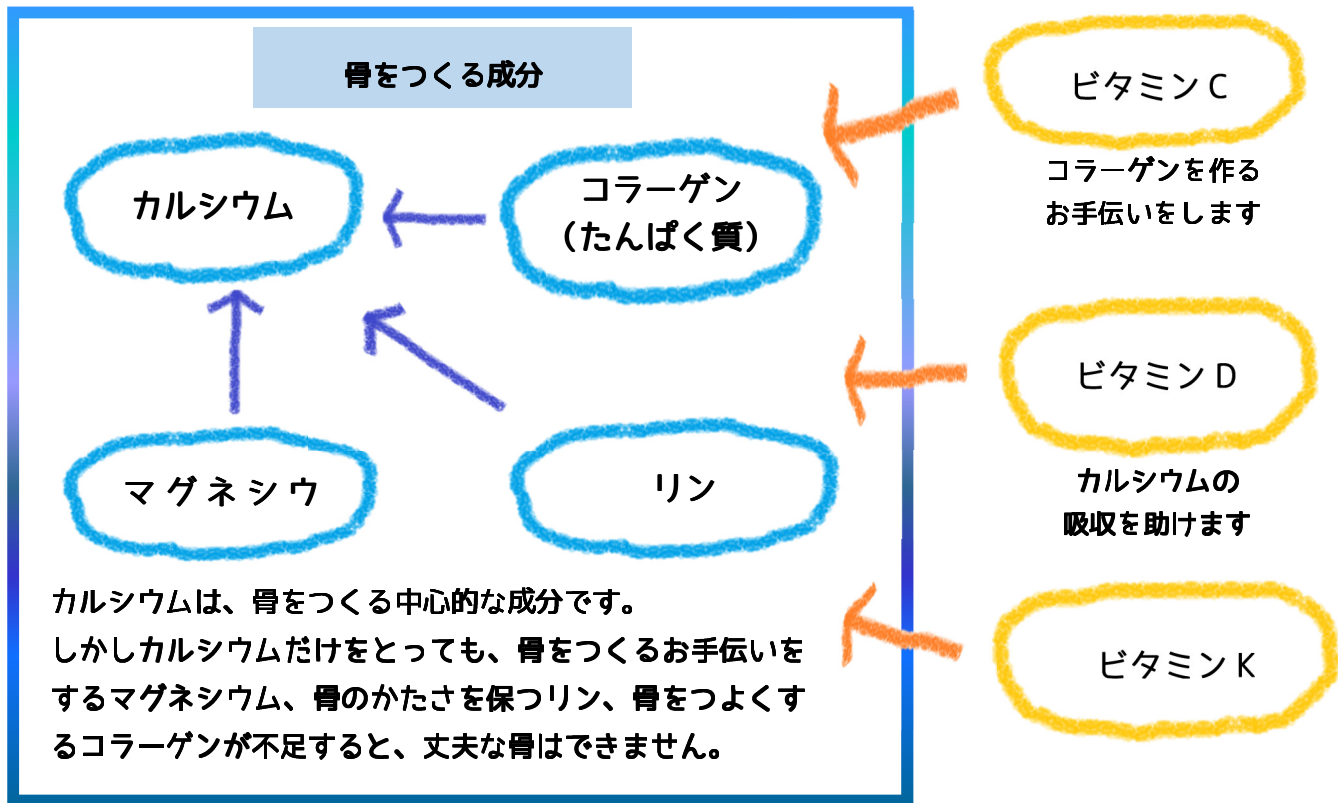 骨をつくる成分
カルシウム
コラーゲン
（たんぱく質）
マグネシウ
リン
カルシウムは、骨をつくる中心的な成分です。
しかしカルシウムだけをとっても、骨をつくるお手伝いを
するマグネシウム、骨のかたさを保つリン、骨をつよくす
るコラーゲンが不足すると、丈夫な骨はできません。
ビタミン C
コラーゲンを作る
お手伝いをします
ビタミン D
カルシウムの
吸収を助けます
ビタミン K